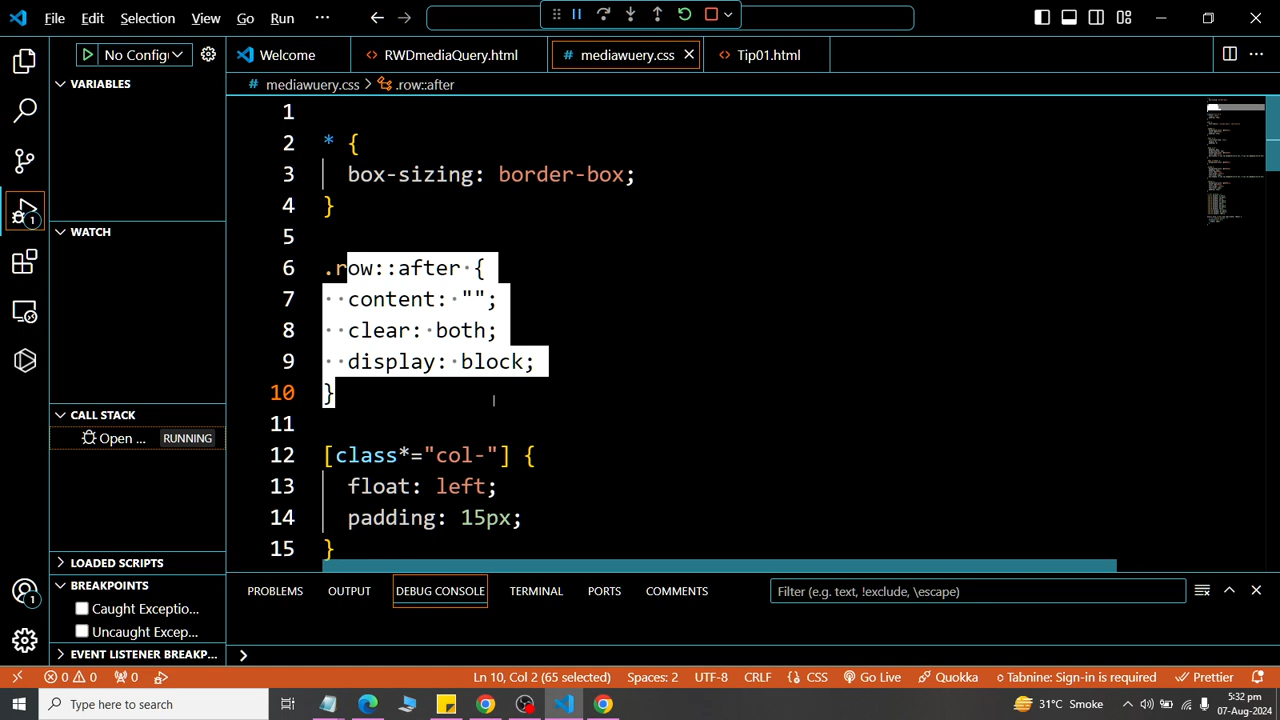 File Edit Selection View Go Run ···
No Configu
Welcome
RWDmediaQuery.html
# mediawuery.css
Tip01.html
VARIABLES
# mediawuery.css > .row::after
1
2 * {
3 box-sizing: border-box;
4 }
5
6 .row::after {
7 content: "";
8 clear: both;
9 display: block;
10 }
11
12 [class*="col-"] {
13 float: left;
14 padding: 15px;
15 }
WATCH
CALL STACK
Open ... RUNNING
LOADED SCRIPTS
BREAKPOINTS
Caught Exceptio...
Uncaught Excep...
EVENT LISTENER BREAKP...
PROBLEMS OUTPUT DEBUG CONSOLE TERMINAL PORTS COMMENTS
Filter (e.g. text, !exclude, \escape)
>
0 0 0 Ln 10, Col 2 (65 selected) Spaces: 2 UTF-8 CRLF {} CSS Go Live Quokka Tabnine: Sign-in is required Prettier
Type here to search
31°C Smoke
5:32 pm
07-Aug-2024